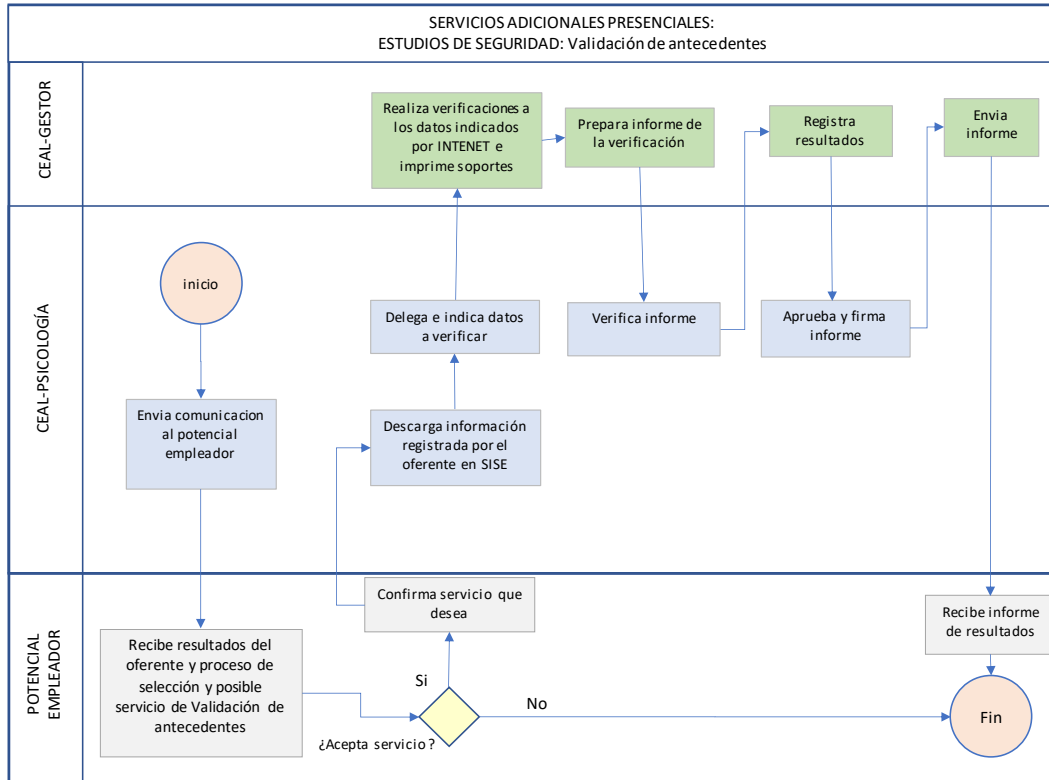 SERVICIOS ADICIONALES PRESENCIALES:
ESTUDIOS DE SEGURIDAD: Validación de antecedentes
CEAL-GESTOR
Realiza verificaciones a
los datos indicados
por INTENET e
imprime soportes
Prepara informe de
la verificación
Registra
resultados
Envia
informe
CEAL-PSICOLOGÍA
inicio
Envia comunicacion
al potencial
empleador
Delega e indica datos
a verificar
Descarga información
registrada por el
oferente en SISE
Verifica informe
Aprueba y firma
informe
POTENCIAL
EMPLEADOR
Recibe resultados del
oferente y proceso de
selección y posible
servicio de Validación de
antecedentes
Confirma servicio que
desea
Si
No
¿Acepta servicio ?
Recibe informe
de resultados
Fin